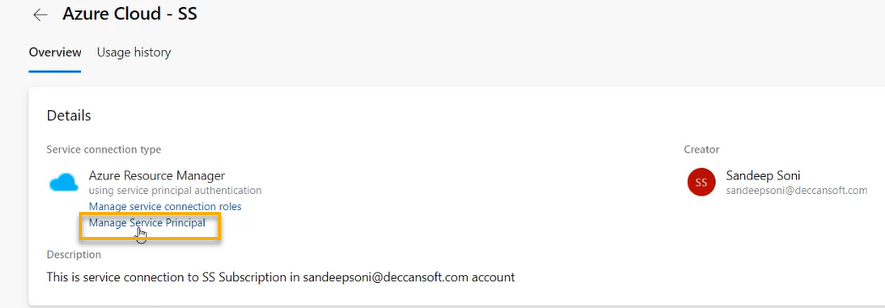 Azure Cloud - SS
Overview Usage history
Details
Service connection type
Azure Resource Manager
using service principal authentication
Manage service connection roles
Manage Service Principal
Creator
SS
Sandeep Soni
sandeepsoni@deccansoft.com
Description
This is service connection to SS Subscription in sandeepsoni@deccansoft.com account